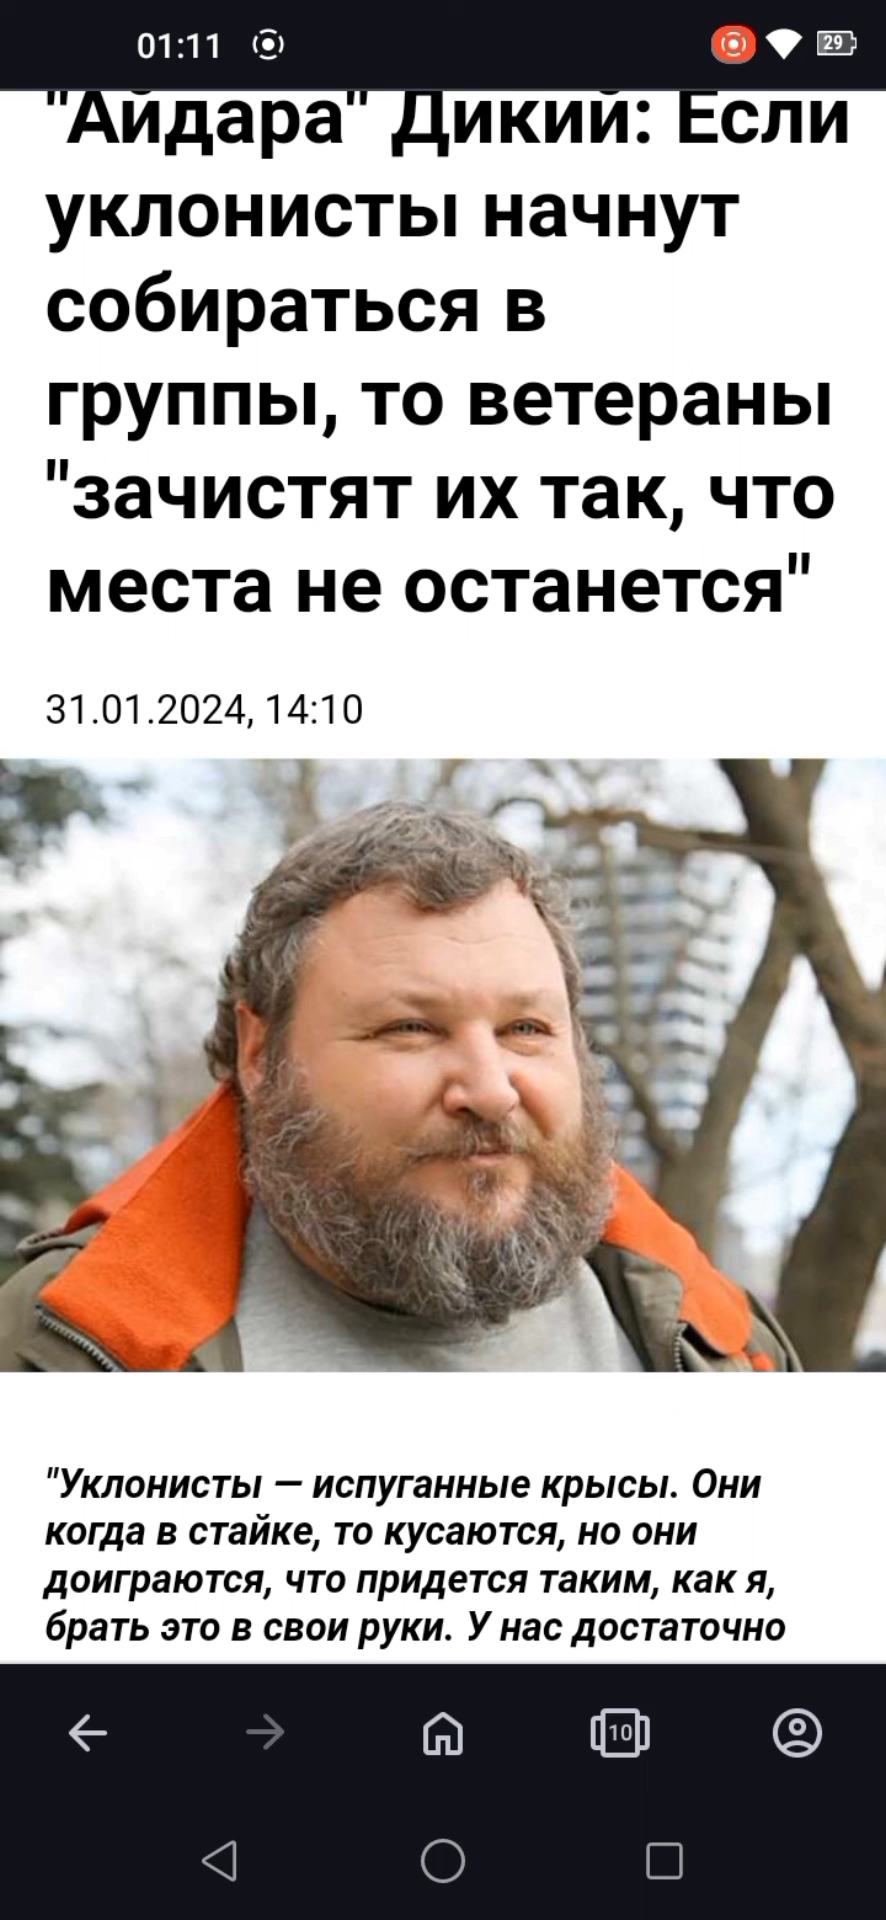 01:11
29
"Айдара" Дикий: Если
уклонисты начнут
собираться в
группы, то ветераны
"зачистят их так, что
места не останется"
31.01.2024, 14:10
"Уклонисты — испуганные крысы. Они
когда в стайке, то кусаются, но они
доиграются, что придется таким, как я,
брать это в свои руки. У нас достаточно
10